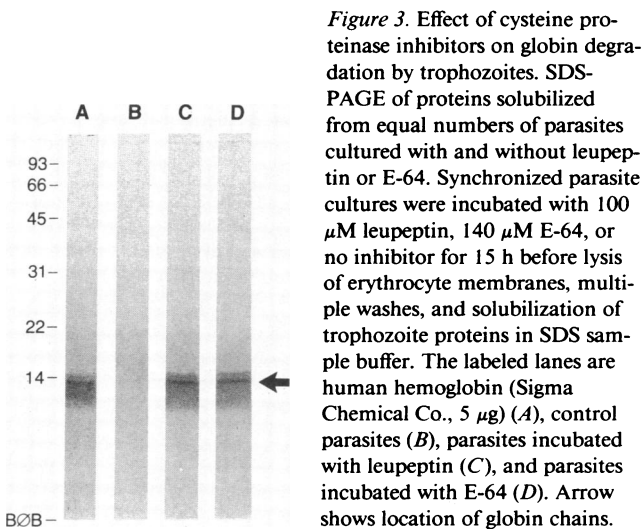 A B C D
93
66
45
31
22
14
BØB
Figure 3. Effect of cysteine pro-
teinase inhibitors on globin degra-
dation by trophozoites. SDS-
PAGE of proteins solubilized
from equal numbers of parasites
cultured with and without leupep-
tin or E-64. Synchronized parasite
cultures were incubated with 100
μM leupeptin, 140 μM E-64, or
no inhibitor for 15 h before lysis
of erythrocyte membranes, multi-
ple washes, and solubilization of
trophozoite proteins in SDS sam-
ple buffer. The labeled lanes are
human hemoglobin (Sigma
Chemical Co., 5 μg) (A), control
parasites (B), parasites incubated
with leupeptin (C), and parasites
incubated with E-64 (D). Arrow
shows location of globin chains.